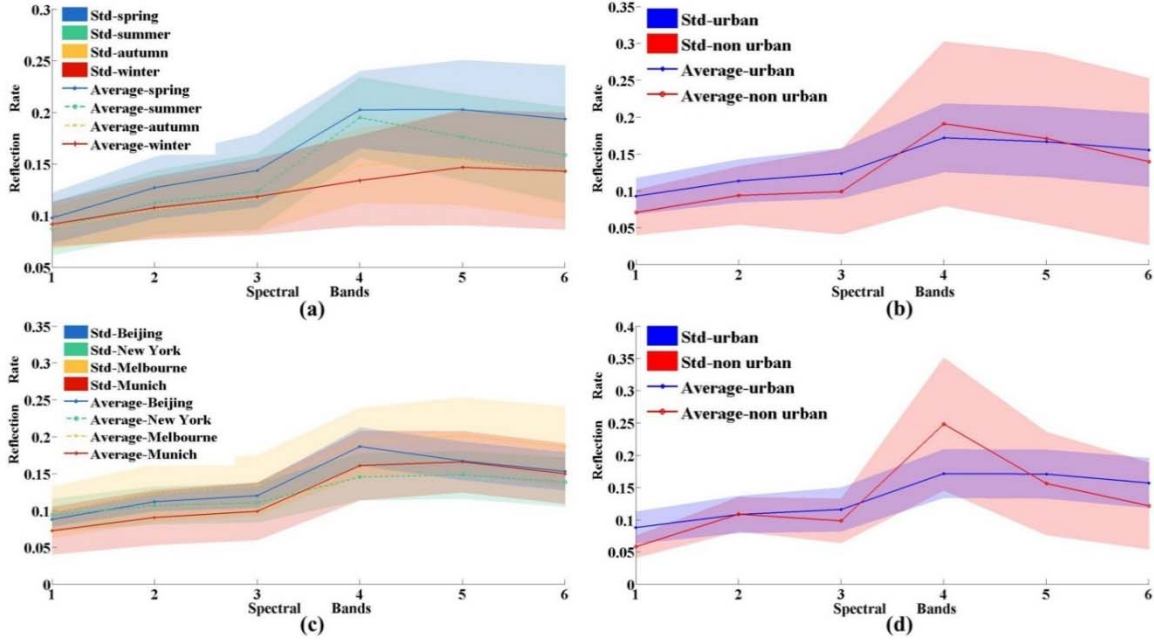 0.3
0.25
0.2
0.15
0.1
0.05
Reflection Rate
Std-spring
Std-summer
Std-autumn
Std-winter
Average-spring
Average-summer
Average-autumn
Average-winter
1 2 3 4 5 6
Spectral Bands
(a)
0.35
0.3
0.25
0.2
0.15
0.1
0.05
0
Reflection Rate
Std-urban
Std-non urban
Average-urban
Average-non urban
1 2 3 4 5 6
Spectral Bands
(b)
0.35
0.3
0.25
0.2
0.15
0.1
0.05
0
Reflection Rate
Std-Beijing
Std-New York
Std-Melbourne
Std-Munich
Average-Beijing
Average-New York
Average-Melbourne
Average-Munich
1 2 3 4 5 6
Spectral Bands
(c)
0.4
0.35
0.3
0.25
0.2
0.15
0.1
0.05
0
Reflection Rate
Std-urban
Std-non urban
Average-urban
Average-non urban
1 2 3 4 5 6
Spectral Bands
(d)